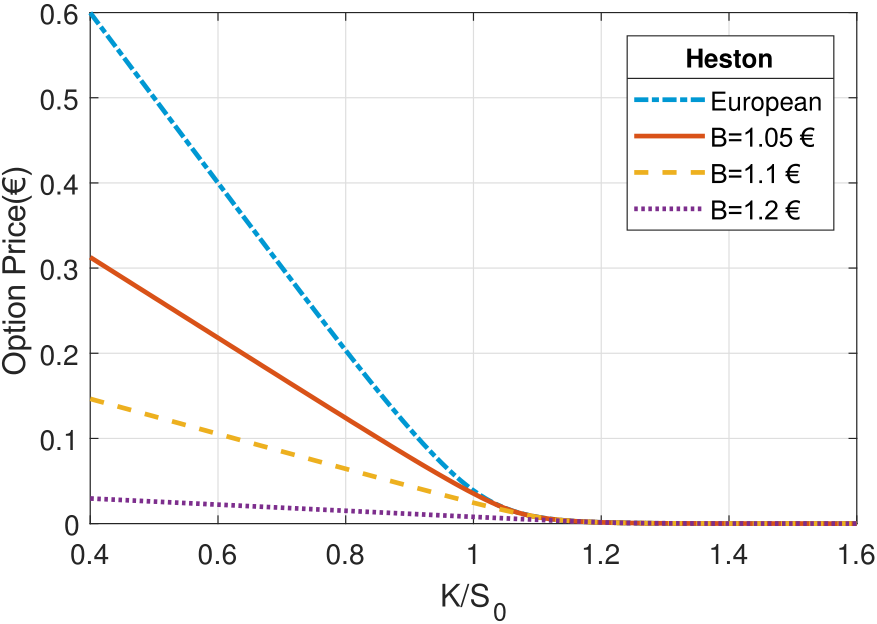 Heston
European
B=1.05 €
B=1.1 €
B=1.2 €
Option Price(€)
0.6
0.5
0.4
0.3
0.2
0.1
0
0.4 0.6 0.8 1 1.2 1.4 1.6
K/S0